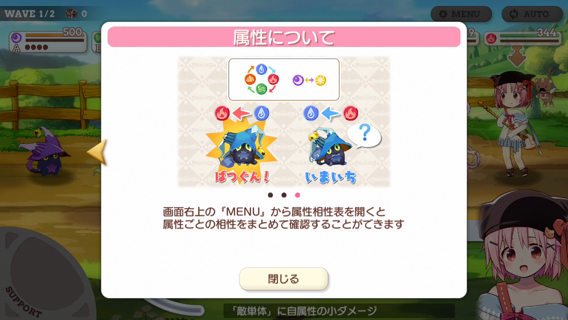 WAVE 1/2
0
MENU
AUTO
500
344
属性について
ばつぐん!
いまいち
?
画面右上の「MENU」から属性相性表を開くと
属性ごとの相性をまとめて確認することができます
閉じる
SUPPORT
「敵単体」に自属性の小ダメージ